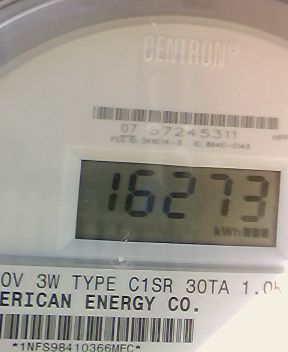 CENTRON®
07 57245311
16273
kWh
0V 3W TYPE C1SR 30TA 1.0
ERICAN ENERGY CO.
*1NFS98410366MEC*